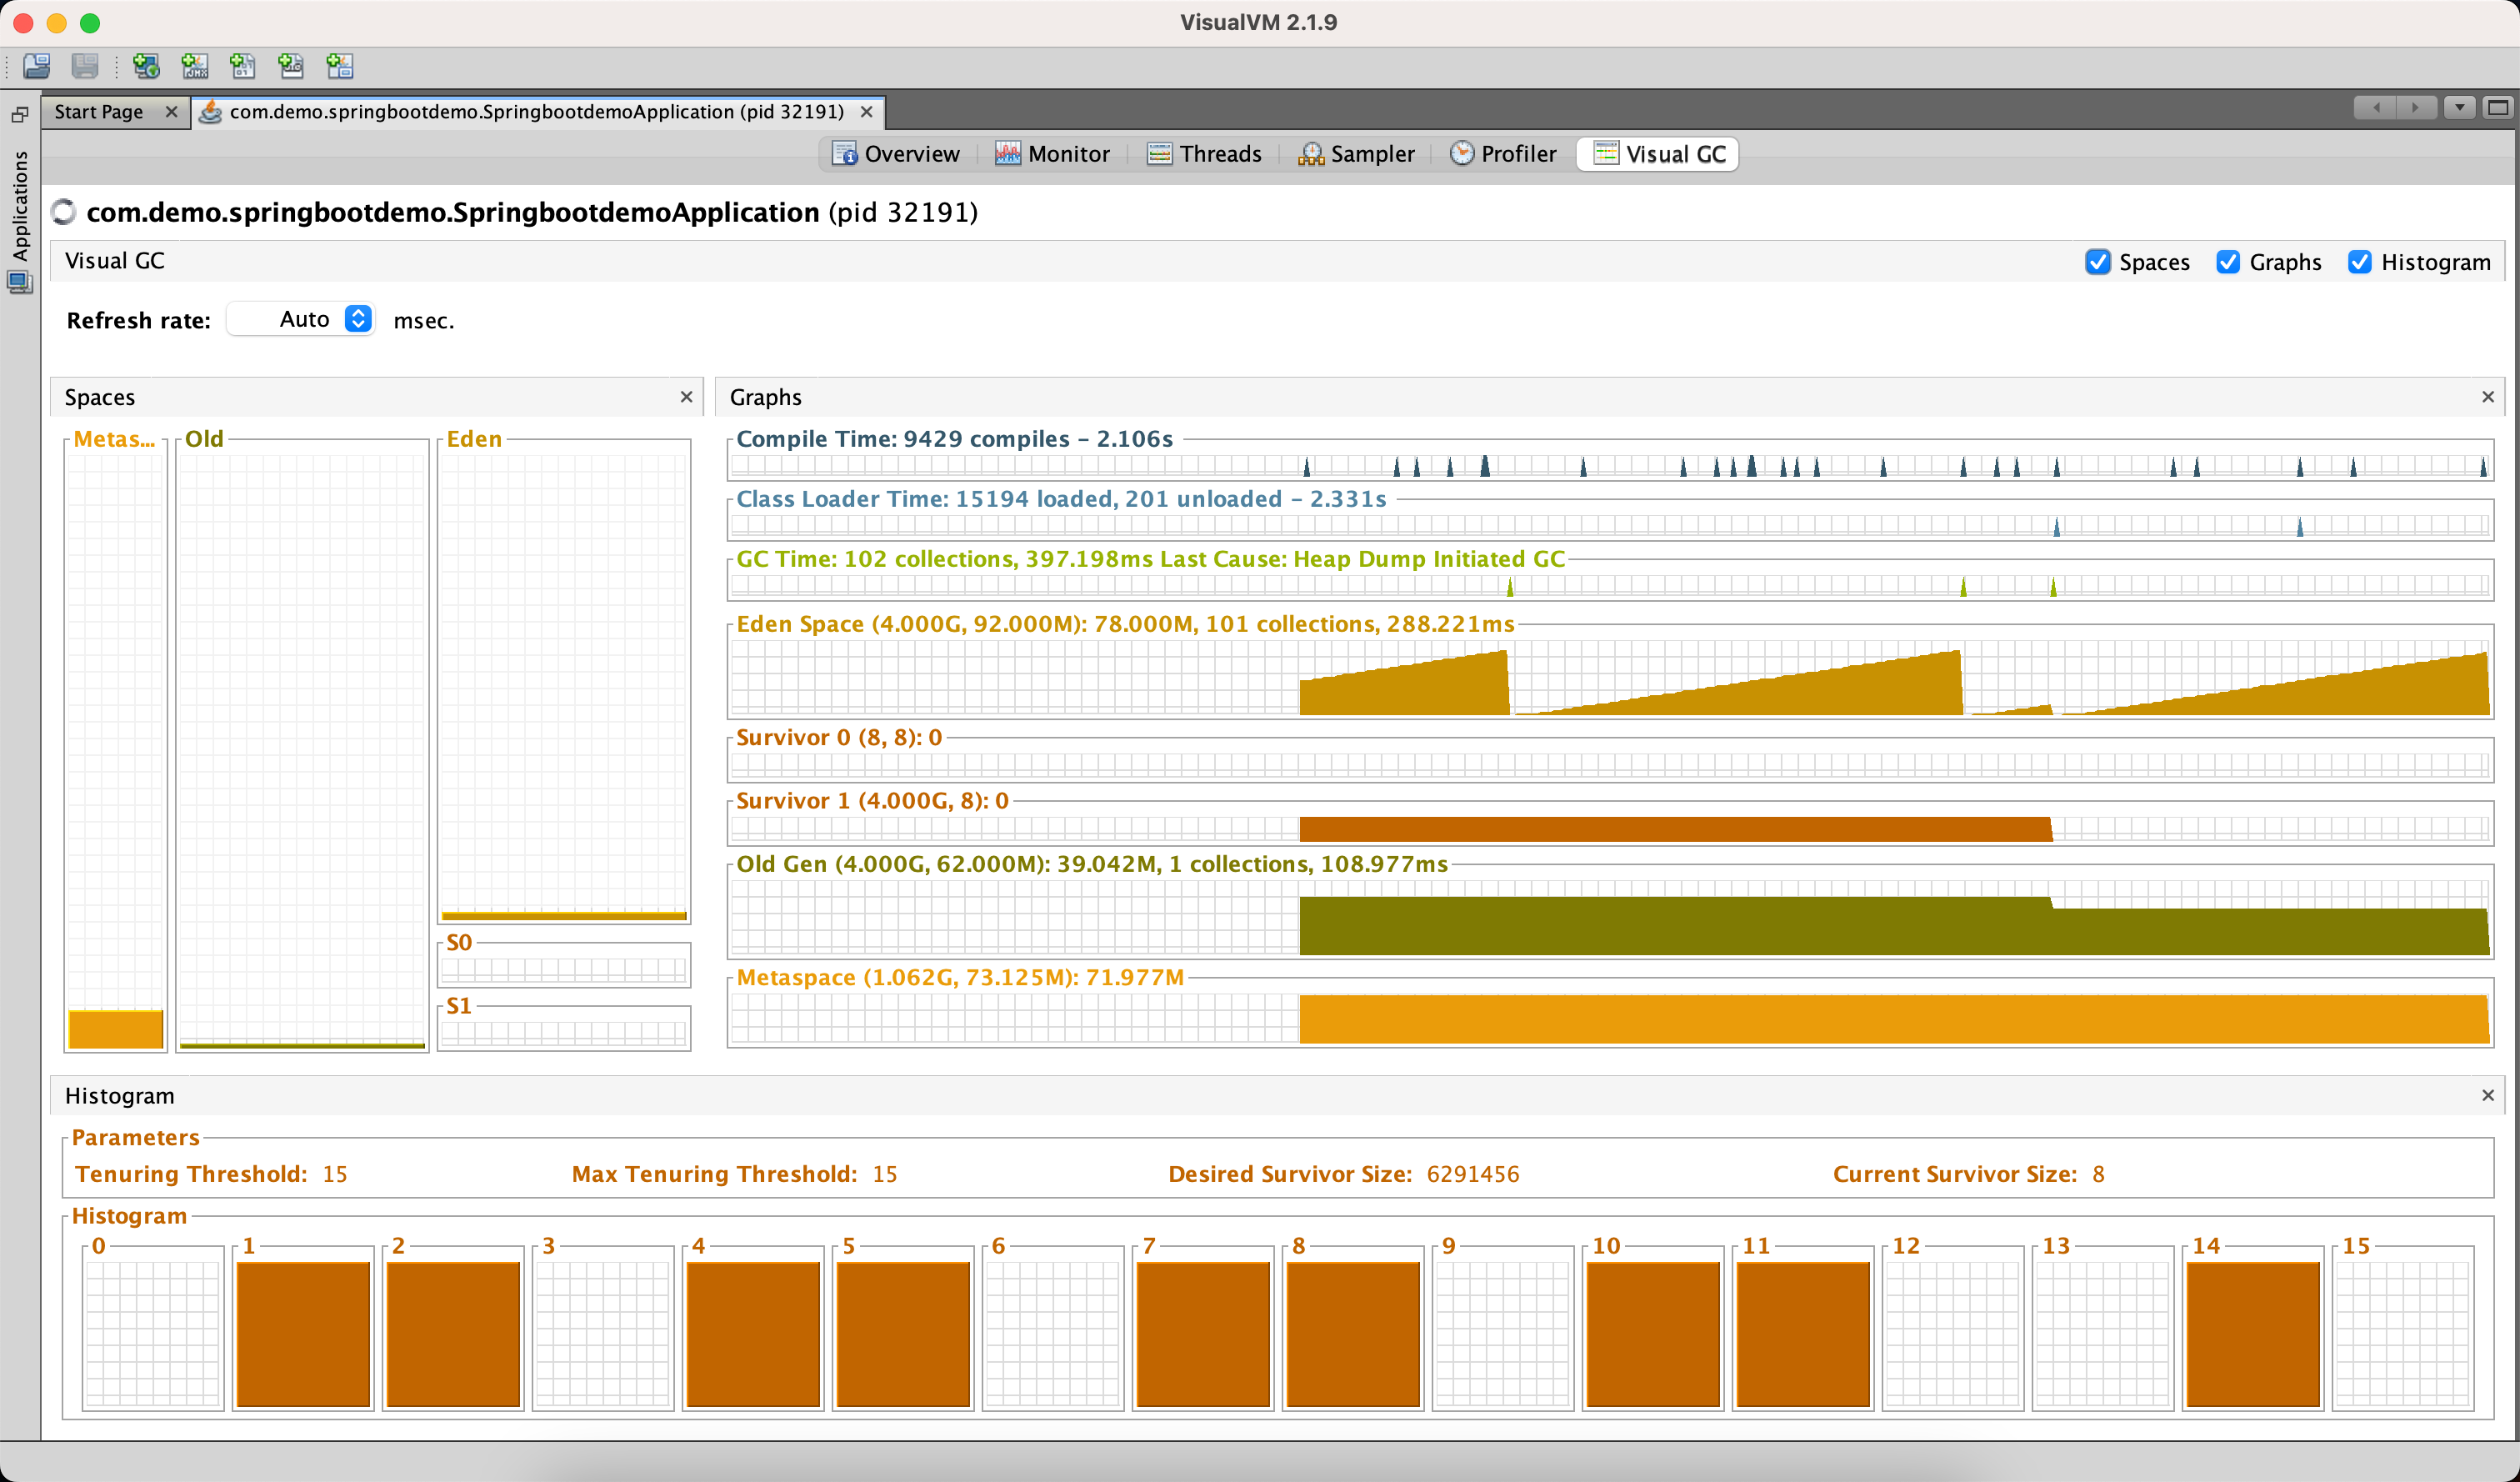 VisualVM 2.1.9
Applications
Start Page
com.demo.springbootdemo.SpringbootdemoApplication (pid 32191)
Overview
Monitor
Threads
Sampler
Profiler
Visual GC
com.demo.springbootdemo.SpringbootdemoApplication (pid 32191)
Visual GC
Spaces
Graphs
Histogram
Refresh rate: Auto msec.
Spaces
Metas...
Old
Eden
S0
S1
Graphs
Compile Time: 9429 compiles - 2.106s
Class Loader Time: 15194 loaded, 201 unloaded - 2.331s
GC Time: 102 collections, 397.198ms Last Cause: Heap Dump Initiated GC
Eden Space (4.000G, 92.000M): 78.000M, 101 collections, 288.221ms
Survivor 0 (8, 8): 0
Survivor 1 (4.000G, 8): 0
Old Gen (4.000G, 62.000M): 39.042M, 1 collections, 108.977ms
Metaspace (1.062G, 73.125M): 71.977M
Histogram
Parameters
Tenuring Threshold: 15
Max Tenuring Threshold: 15
Desired Survivor Size: 6291456
Current Survivor Size: 8
Histogram
0 1 2 3 4 5 6 7 8 9 10 11 12 13 14 15